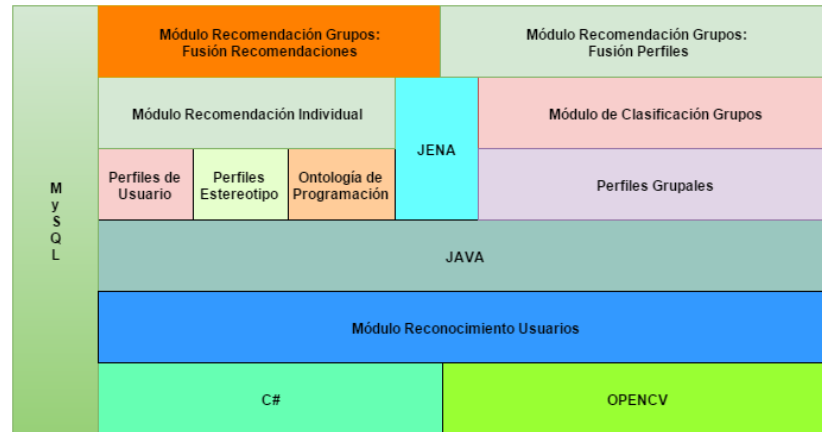 Módulo Recomendación Grupos:
Fusión Recomendaciones
Módulo Recomendación Grupos:
Fusión Perfiles
Módulo Recomendación Individual
JENA
Módulo de Clasificación Grupos
M
y
S
Q
L
Perfiles de
Usuario
Perfiles
Estereotipo
Ontología de
Programación
Perfiles Grupales
JAVA
Módulo Reconocimiento Usuarios
C#
OPENCV